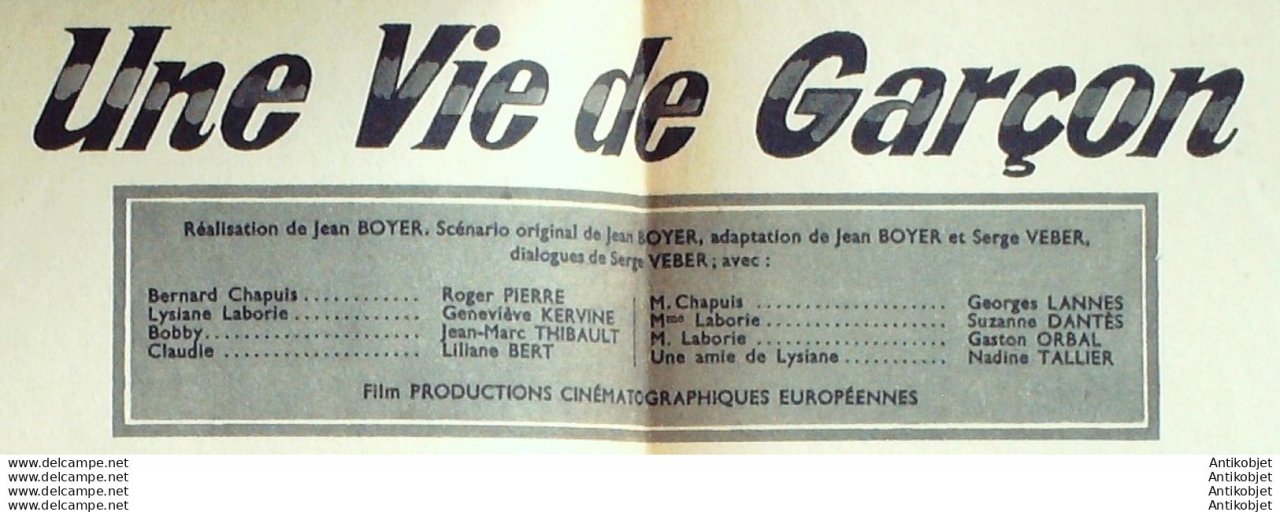 Une Vie de Garçon
Réalisation de Jean BOYER. Scénario original de Jean BOYER, adaptation de Jean BOYER et Serge VEBER,
dialogues de Serge VEBER ; avec :
Bernard Chapuis ............ Roger PIERRE
Lysiane Laborie ............. Geneviève KERVINE
Bobby ...................... Jean-Marc THIBAULT
Claudie .................... Liliane BERT
M. Chapuis .................... Georges LANNES
Mme Laborie ................... Suzanne DANTÈS
M. Laborie .................... Gaston ORBAL
Une amie de Lysiane ........... Nadine TALLIER
Film PRODUCTIONS CINÉMATOGRAPHIQUES EUROPÉENNES
www.delcampe.net
www.delcampe.net
www.delcampe.net
www.delcampe.net
Antikobjet
Antikobjet
Antikobjet
Antikobjet